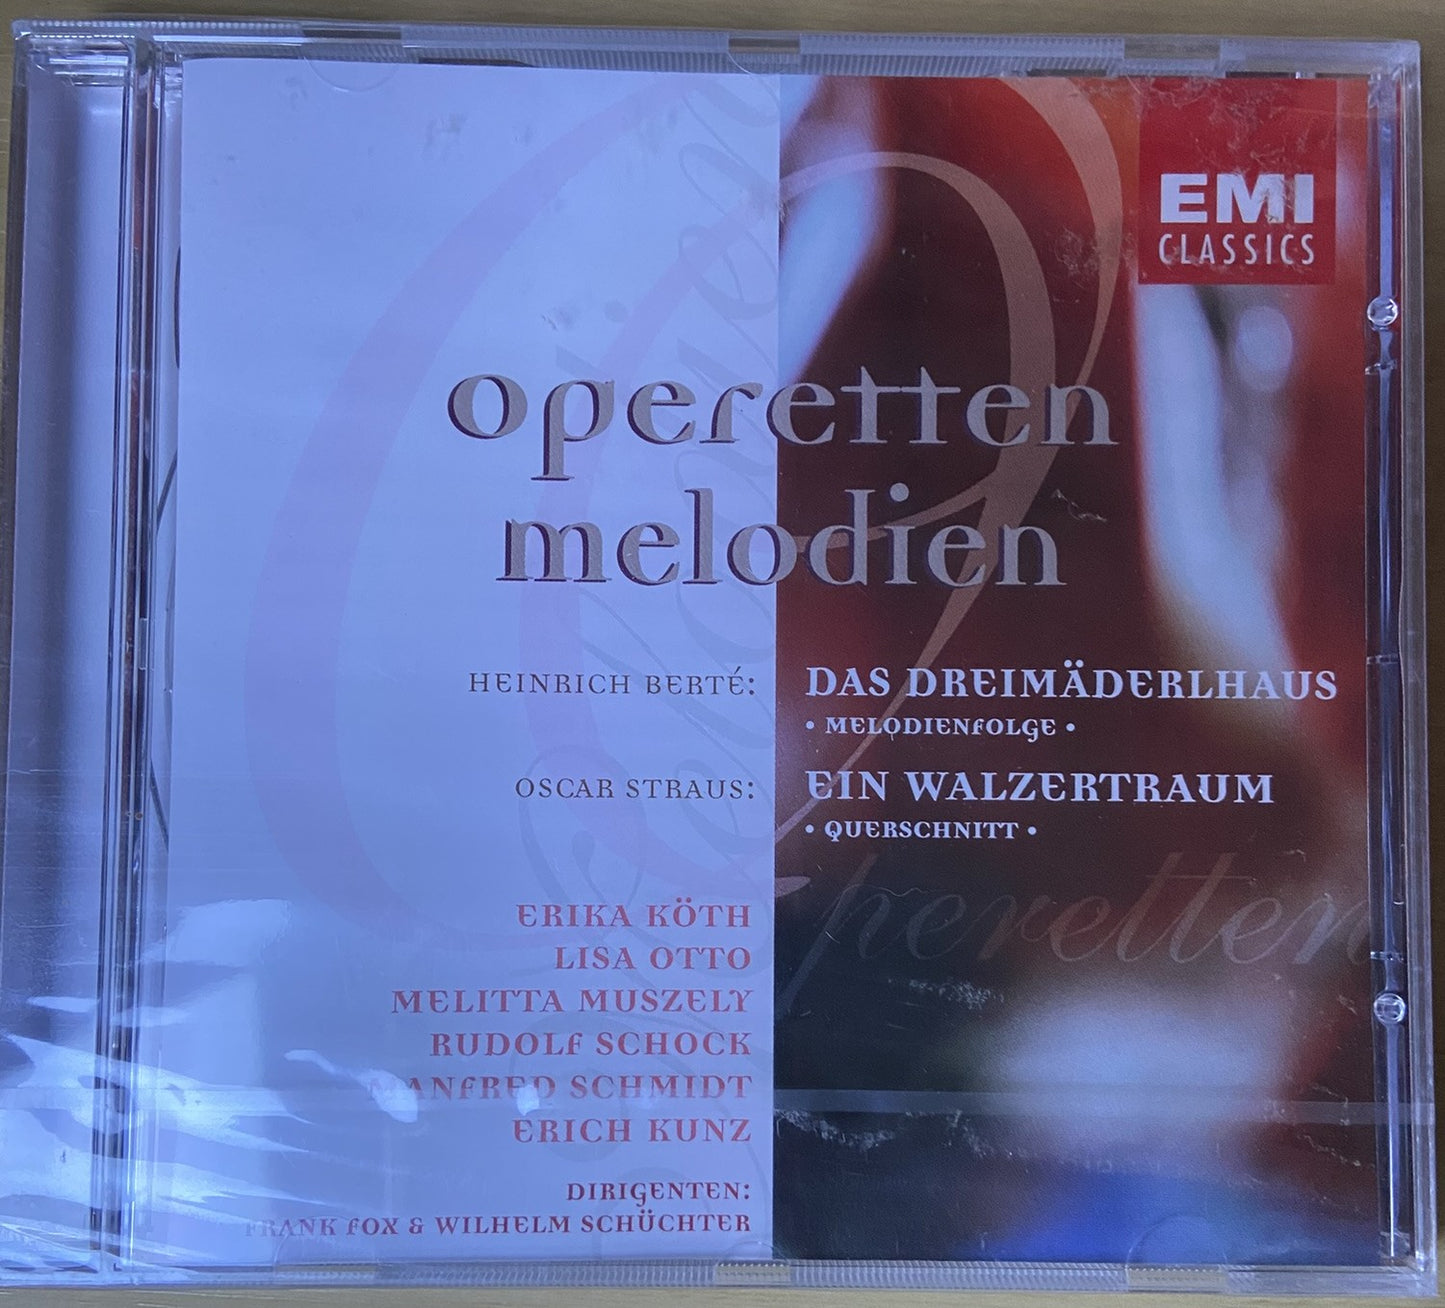 EMI
CLASSICS
operetten
melodien
HEINRICH BERTÉ: DAS DREIMÄDERLHAUS
• MELODIENFOLGE •
OSCAR STRAUS: EIN WALZERTRAUM
• QUERSCHNITT •
Operetten
ERIKA KÖTH
LISA OTTO
MELITTA MUSZELY
RUDOLF SCHOCK
MANFRED SCHMIDT
ERICH KUNZ
DIRIGENTEN:
FRANK FOX & WILHELM SCHÜCHTER